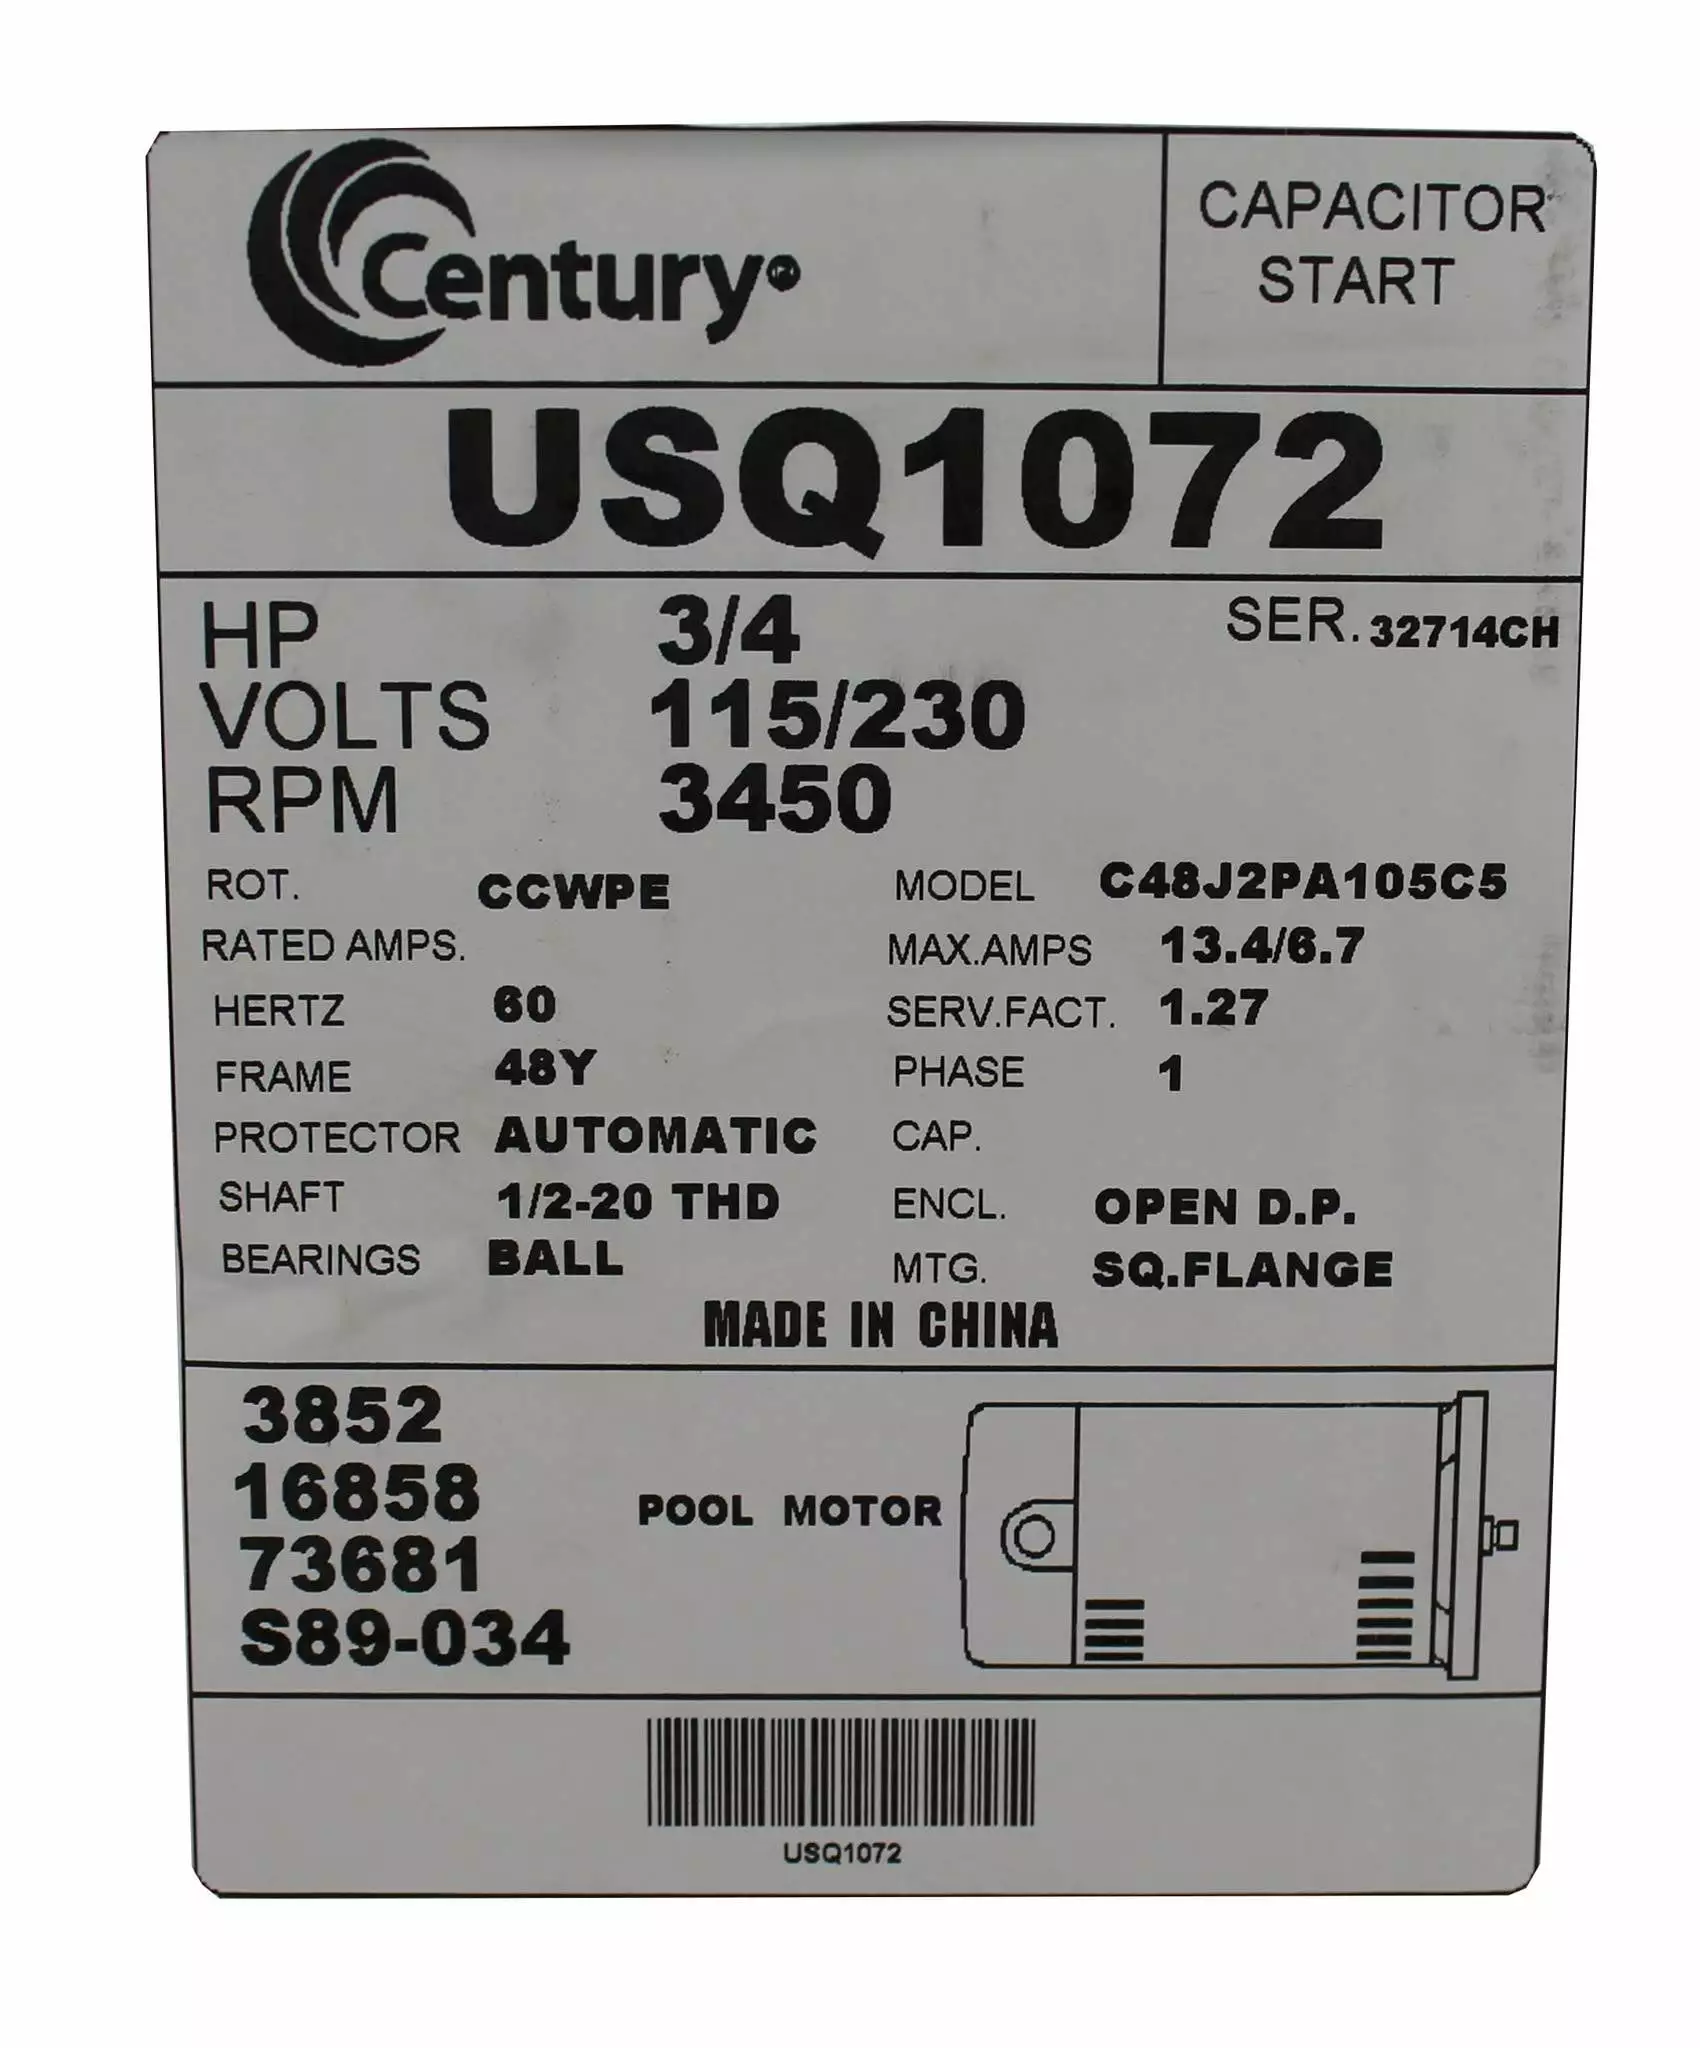 Century®
CAPACITOR
START
USQ1072
HP 3/4 SER. 32714CH
VOLTS 115/230
RPM 3450
ROT. CCWPE MODEL C48J2PA105C5
RATED AMPS. MAX.AMPS 13.4/6.7
HERTZ 60 SERV.FACT. 1.27
FRAME 48Y PHASE 1
PROTECTOR AUTOMATIC CAP.
SHAFT 1/2-20 THD ENCL. OPEN D.P.
BEARINGS BALL MTG. SQ.FLANGE
MADE IN CHINA
3852
16858
73681
S89-034
POOL MOTOR
USQ1072